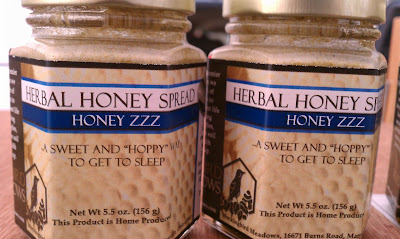 HERBAL HONEY SPREAD
HONEY ZZZ
A SWEET AND "HOPPY" WAY
TO GET TO SLEEP
Net Wt 5.5 oz. (156 g)
This Product is Home Produced
HERBAL HONEY
HONEY ZZZ
A SWEET AND "HOPPY"
TO GET TO SLEEP
Net Wt 5.5 oz. (156 g)
This Product is Home Produc
Meadows, 16671 Burns Road,